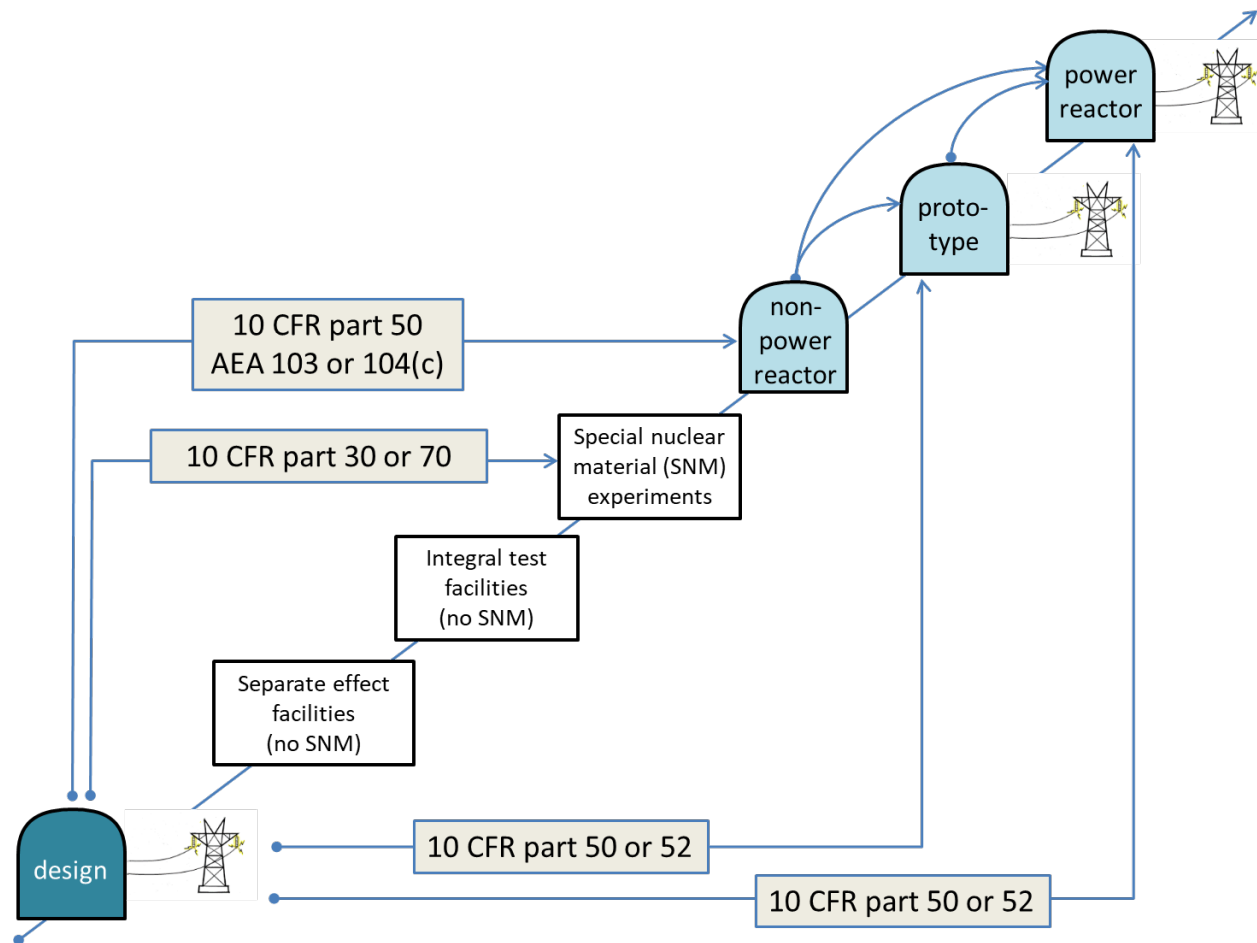 power
reactor
proto-
type
non-
power
reactor
10 CFR part 50
AEA 103 or 104(c)
10 CFR part 30 or 70
Special nuclear
material (SNM)
experiments
Integral test
facilities
(no SNM)
Separate effect
facilities
(no SNM)
design
10 CFR part 50 or 52
10 CFR part 50 or 52